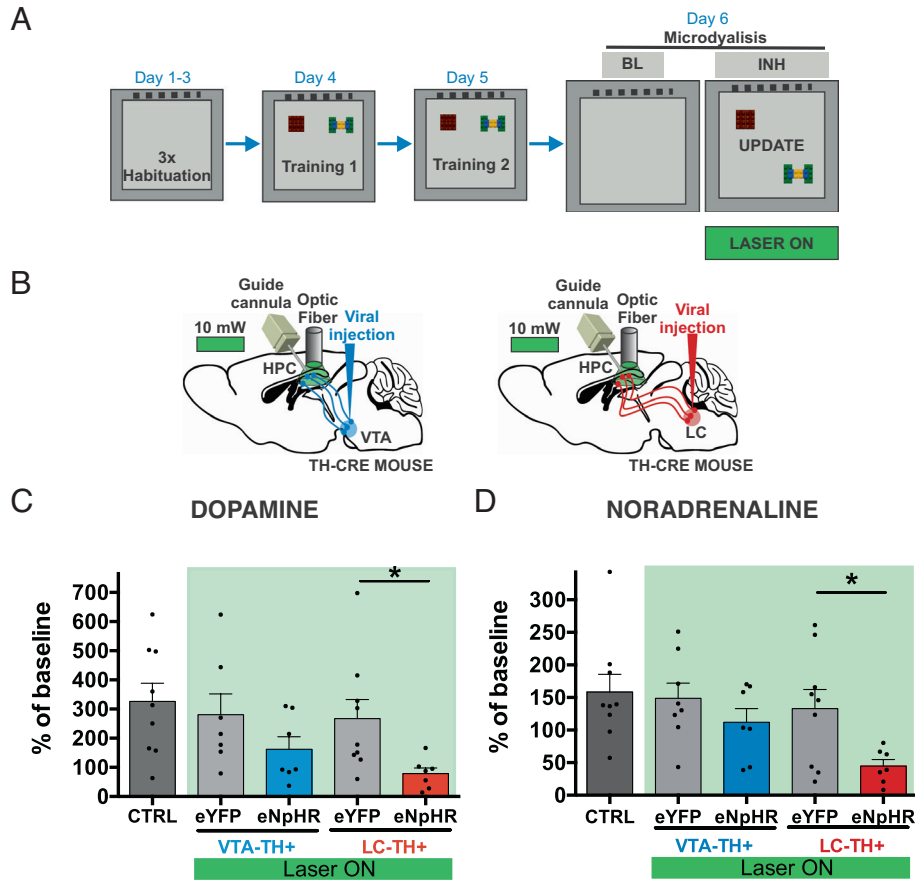 A
Day 1-3
Day 4
Day 5
Day 6
Microdyalisis
BL
INH
3x
Habituation
Training 1
Training 2
UPDATE
LASER ON
B
10 mW
Guide
cannula
Optic
Fiber
Viral
injection
HPC
VTA
TH-CRE MOUSE
10 mW
Guide
cannula
Optic
Fiber
Viral
injection
HPC
LC
TH-CRE MOUSE
C
DOPAMINE
% of baseline
700
600
500
400
300
200
100
0
*
CTRL
eYFP
eNpHR
eYFP
eNpHR
VTA-TH+
LC-TH+
Laser ON
D
NORADRENALINE
% of baseline
300
250
200
150
100
50
0
*
CTRL
eYFP
eNpHR
eYFP
eNpHR
VTA-TH+
LC-TH+
Laser ON